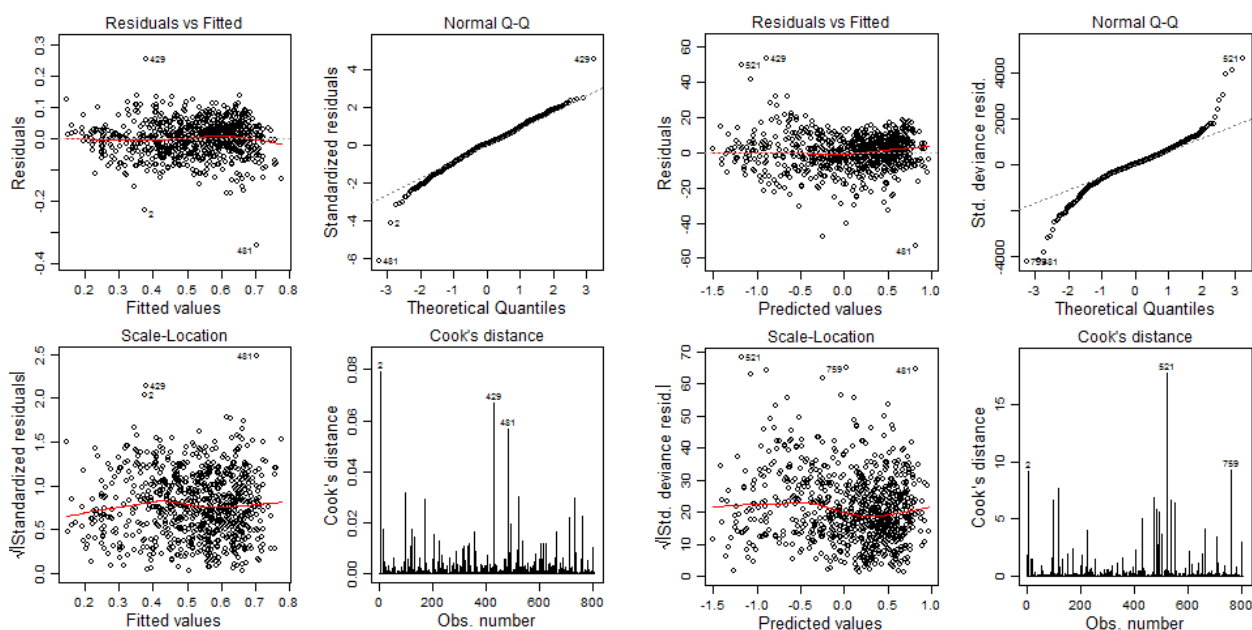 Residuals vs Fitted
Residuals
0.3
0.2
0.1
0.0
-0.2
-0.4
429
2
481
0.2 0.3 0.4 0.5 0.6 0.7 0.8
Fitted values
Normal Q-Q
Standardized residuals
4
2
0
-2
-4
-6
429
2
481
-3 -2 -1 0 1 2 3
Theoretical Quantiles
Residuals vs Fitted
Residuals
60
40
20
0
-20
-40
-60
521
429
481
-1.5 -1.0 -0.5 0.0 0.5 1.0
Predicted values
Normal Q-Q
Std. deviance resid.
4000
2000
0
-4000
521
759
481
-3 -2 -1 0 1 2 3
Theoretical Quantiles
Scale-Location
√|Standardized residuals|
2.5
2.0
1.5
1.0
0.5
0.0
481
429
2
0.2 0.3 0.4 0.5 0.6 0.7 0.8
Fitted values
Cook's distance
Cook's distance
0.08
0.06
0.04
0.02
0.00
2
429
481
0 200 400 600 800
Obs. number
Scale-Location
√|Std. deviance resid.|
70
60
50
40
30
20
10
0
521
759
481
-1.5 -1.0 -0.5 0.0 0.5 1.0
Predicted values
Cook's distance
Cook's distance
15
10
5
0
2
521
759
0 200 400 600 800
Obs. number